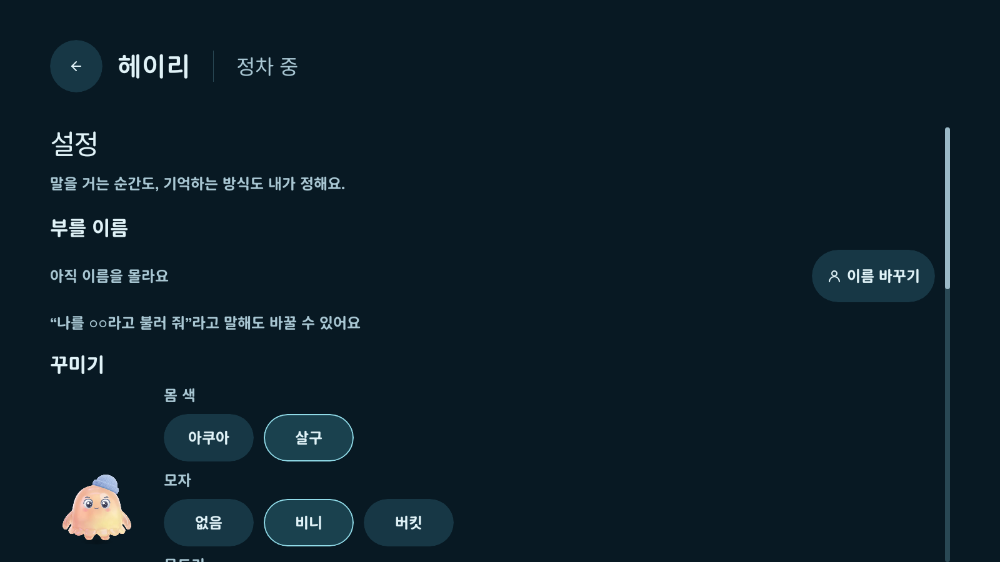 헤이리
정차 중
설정
말을 거는 순간도, 기억하는 방식도 내가 정해요.
부를 이름
아직 이름을 몰라요
이름 바꾸기
“나를 ○○라고 불러 줘”라고 말해도 바꿀 수 있어요
꾸미기
몸 색
아쿠아
살구
모자
없음
비니
버킷